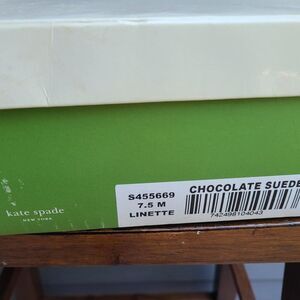 S455669
7.5 M
LINETTE
CHOCOLATE SUEDE
742498104043
kate spade
NEW YORK